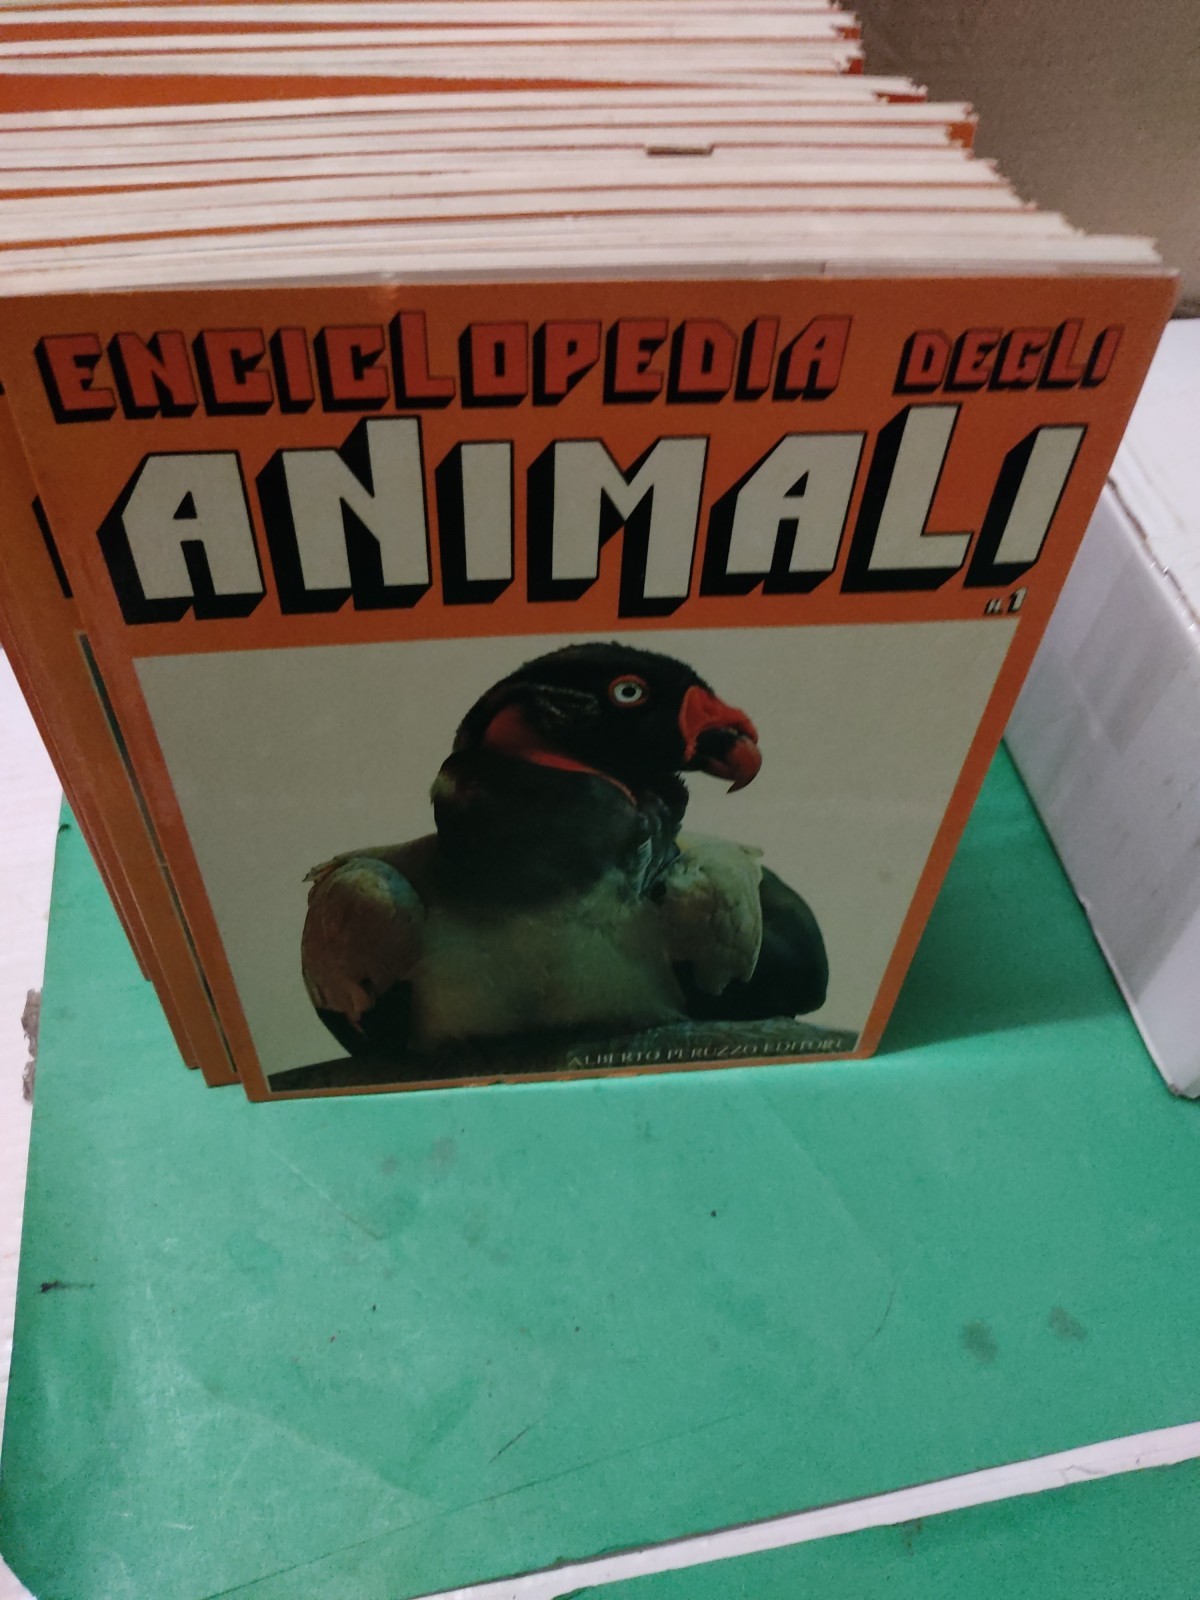 ENCICLOPEDIA DEGLI
ANIMALI
n. 1
ALBERTO PERUZZO EDITORE